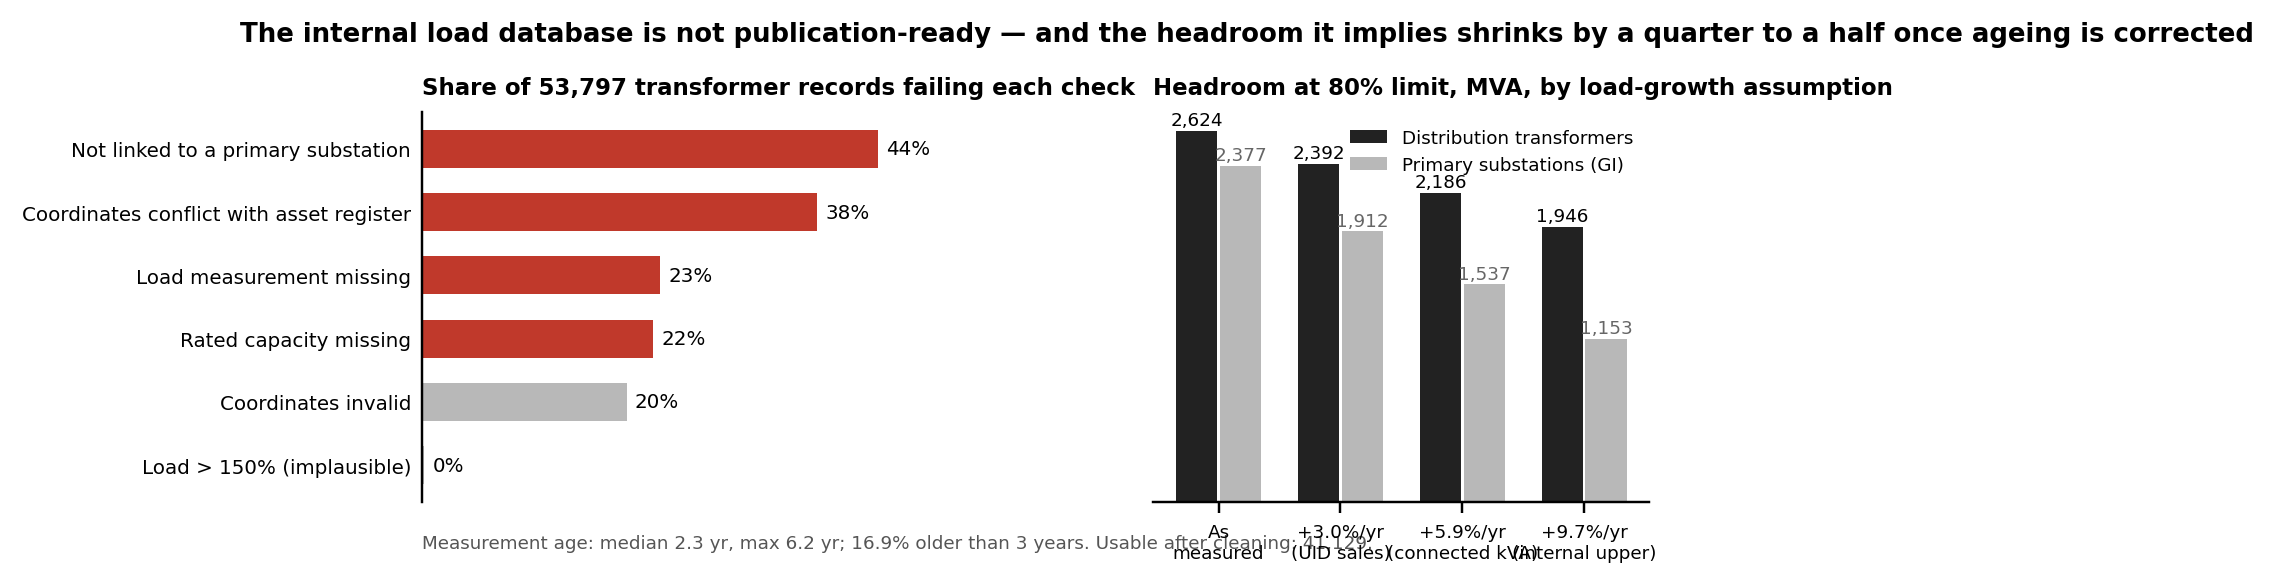 The internal load database is not publication-ready — and the headroom it implies shrinks by a quarter to a half once ageing is corrected
Share of 53,797 transformer records failing each check
Not linked to a primary substation
44%
Coordinates conflict with asset register
38%
Load measurement missing
23%
Rated capacity missing
22%
Coordinates invalid
20%
Load > 150% (implausible)
0%
Measurement age: median 2.3 yr, max 6.2 yr; 16.9% older than 3 years. Usable after cleaning: 41,129.
Headroom at 80% limit, MVA, by load-growth assumption
Distribution transformers
Primary substations (GI)
2,624
2,377
2,392
1,912
2,186
1,537
1,946
1,153
As
measured
+3.0%/yr
(UID sales)
+5.9%/yr
(connected kVA)
+9.7%/yr
(internal upper)